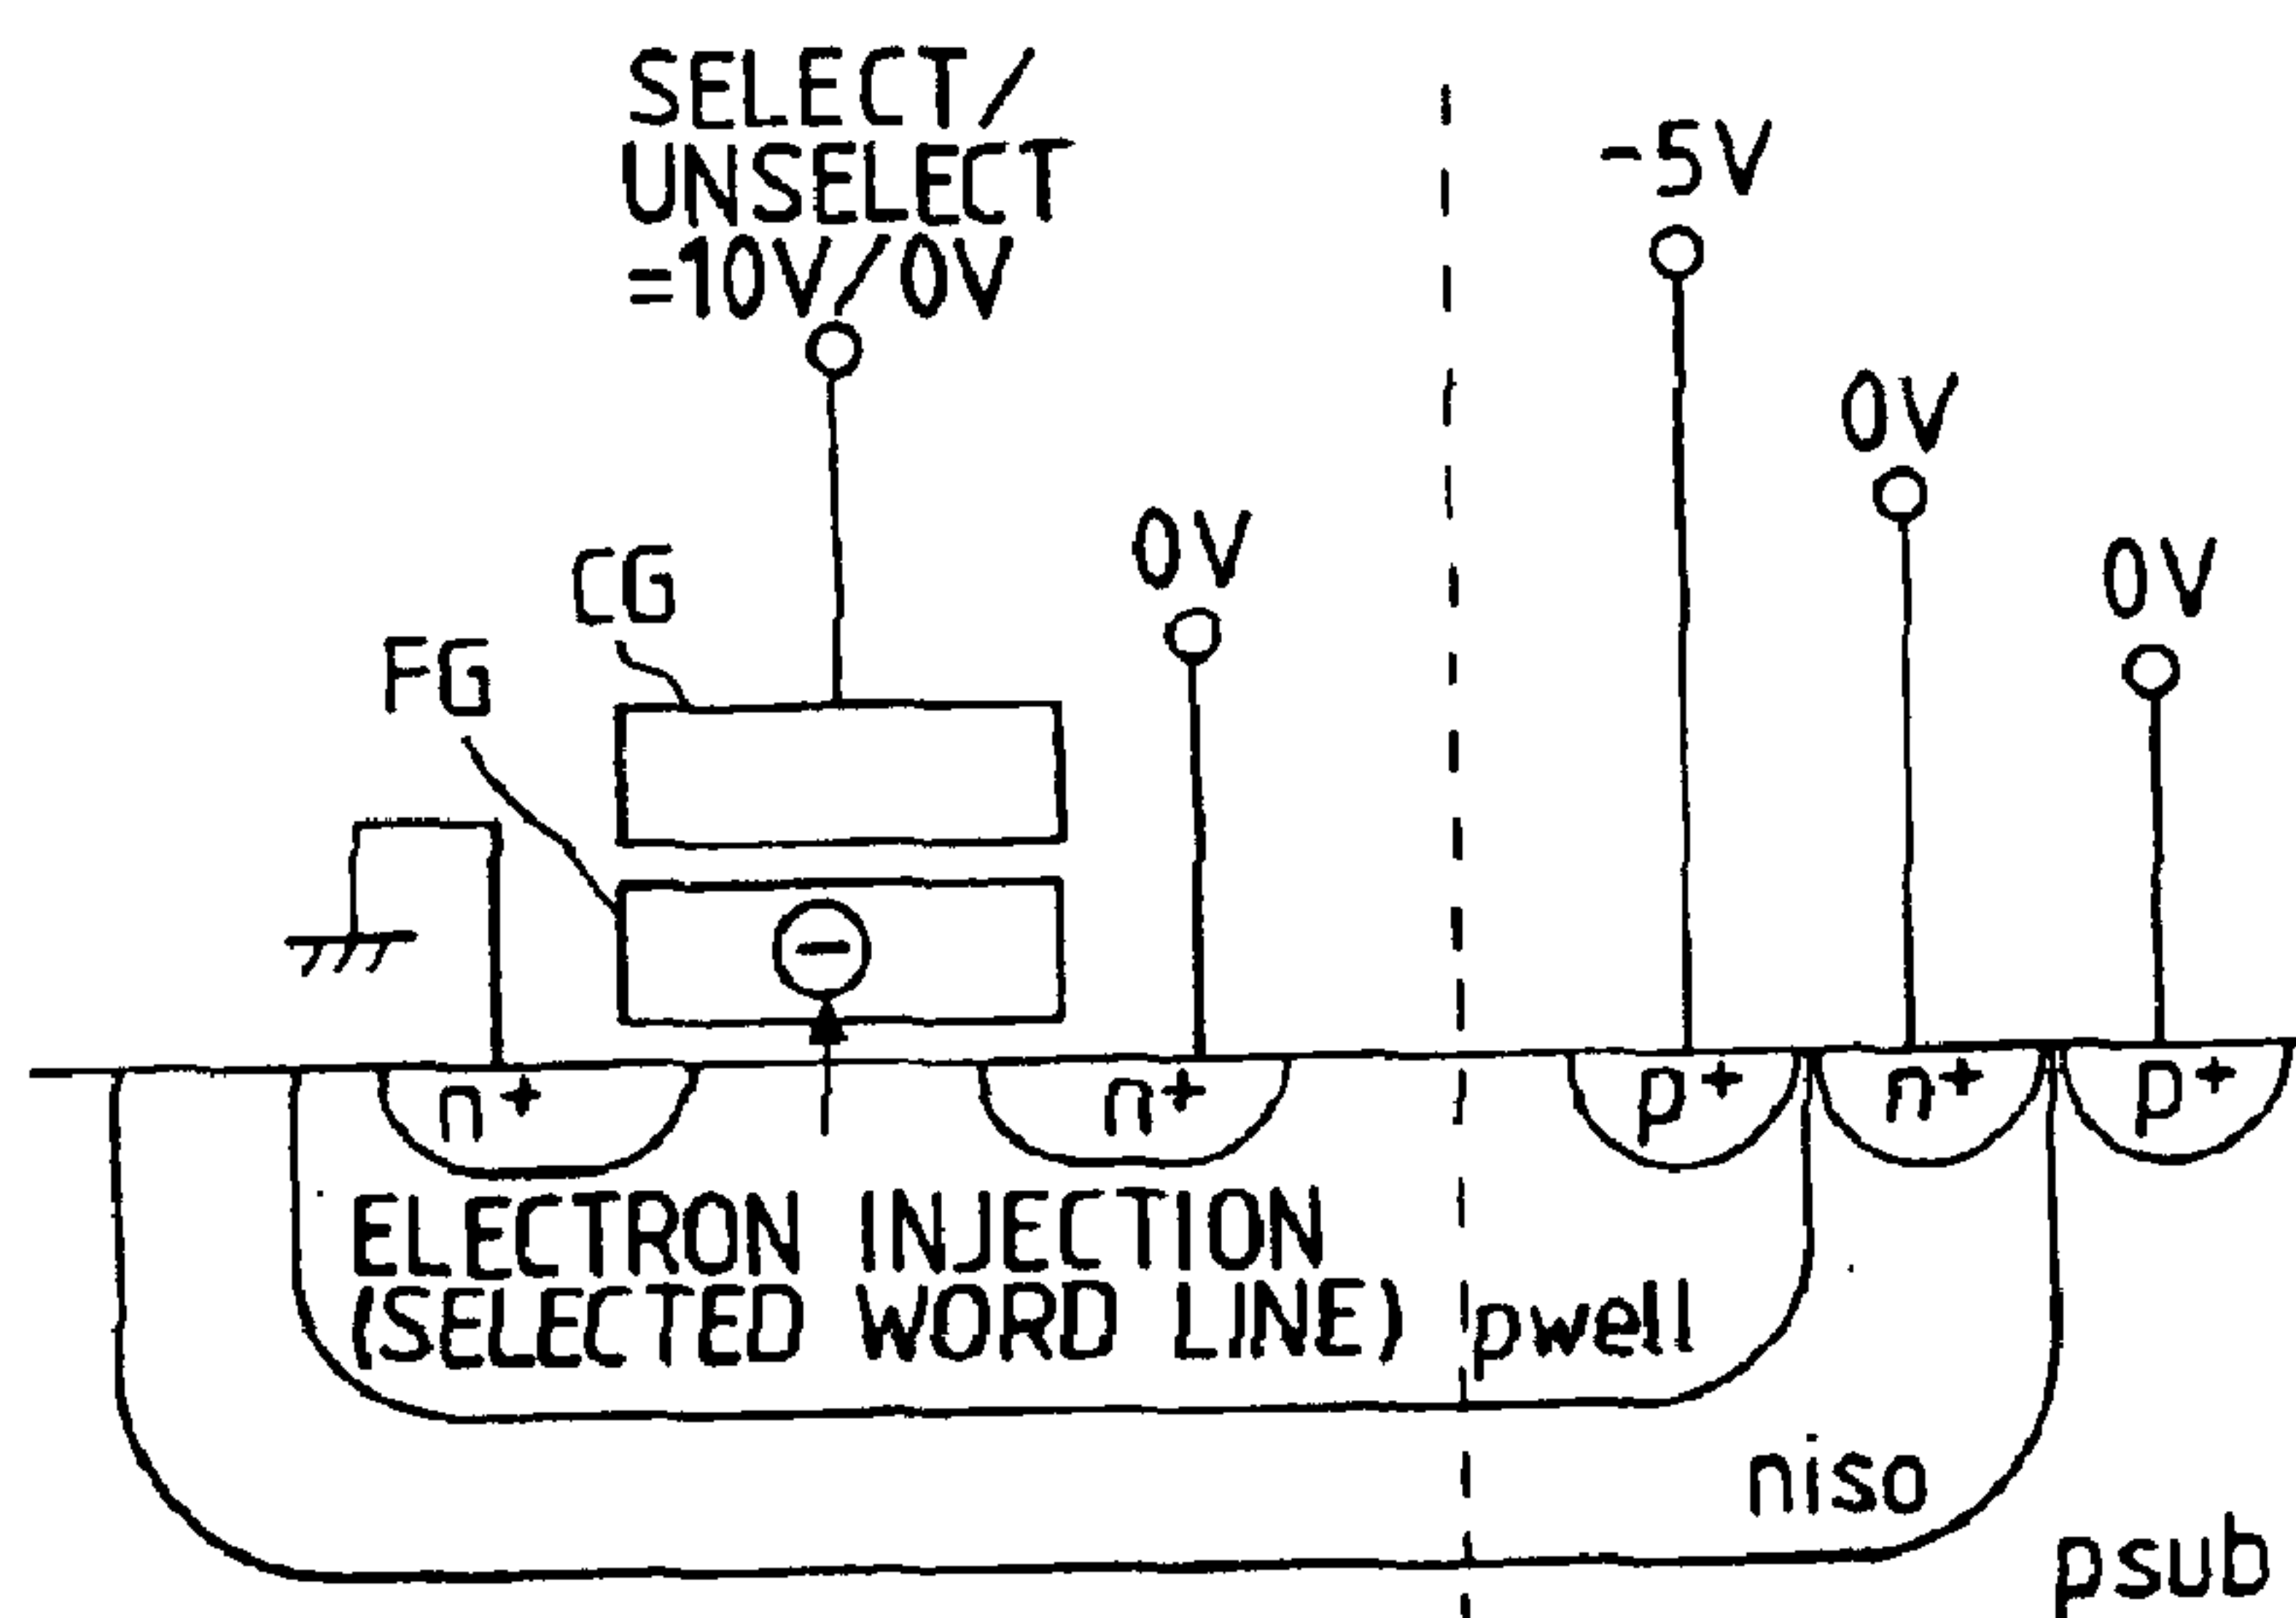 SELECT/
UNSELECT
=10V/0V
-5V
0V
0V
0V
CG
FG
n+
n+
p+
n+
p+
ELECTRON INJECTION
(SELECTED WORD LINE)
pwell
niso
psub